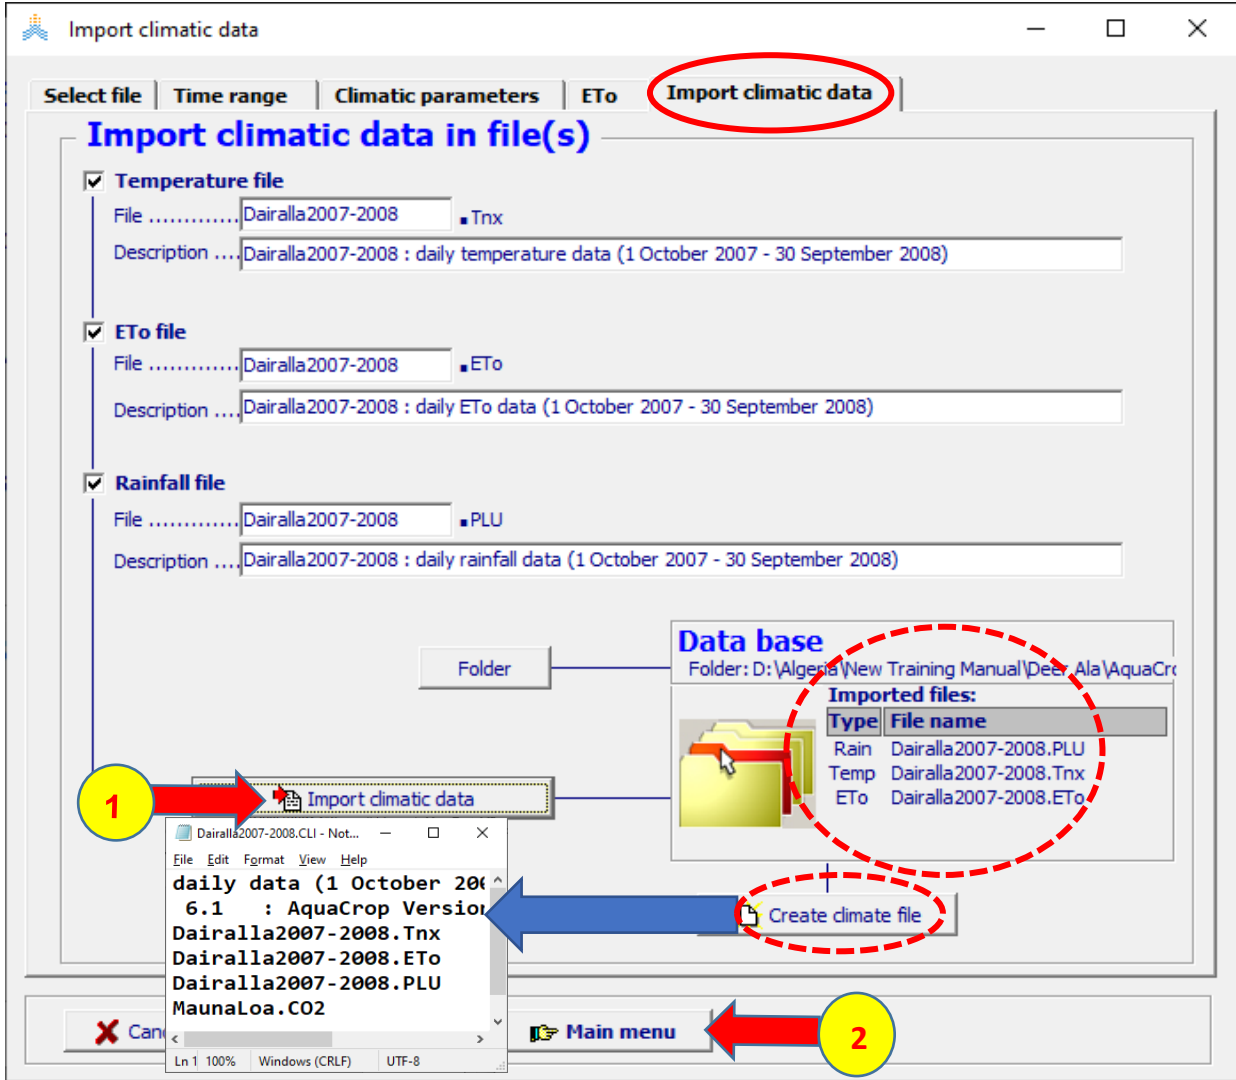 Import climatic data
Select file
Time range
Climatic parameters
ETo
Import climatic data
Import climatic data in file(s)
Temperature file
File .............Dairalla2007-2008 .Tnx
Description ....Dairalla2007-2008 : daily temperature data (1 October 2007 - 30 September 2008)
ETo file
File .............Dairalla2007-2008 .ETo
Description ....Dairalla2007-2008 : daily ETo data (1 October 2007 - 30 September 2008)
Rainfall file
File .............Dairalla2007-2008 .PLU
Description ....Dairalla2007-2008 : daily rainfall data (1 October 2007 - 30 September 2008)
Folder
Data base
Folder: D:\Algeria\New Training Manual\Deer Ala\AquaCro
Imported files:
Type File name
Rain Dairalla2007-2008.PLU
Temp Dairalla2007-2008.Tnx
ETo Dairalla2007-2008.ETo
1
Import climatic data
Create climate file
Dairalla2007-2008.CLI - Not...
File Edit Format View Help
daily data (1 October 200
6.1 : AquaCrop Version
Dairalla2007-2008.Tnx
Dairalla2007-2008.ETo
Dairalla2007-2008.PLU
MaunaLoa.CO2
Ln 1 100% Windows (CRLF) UTF-8
Canc
Main menu
2